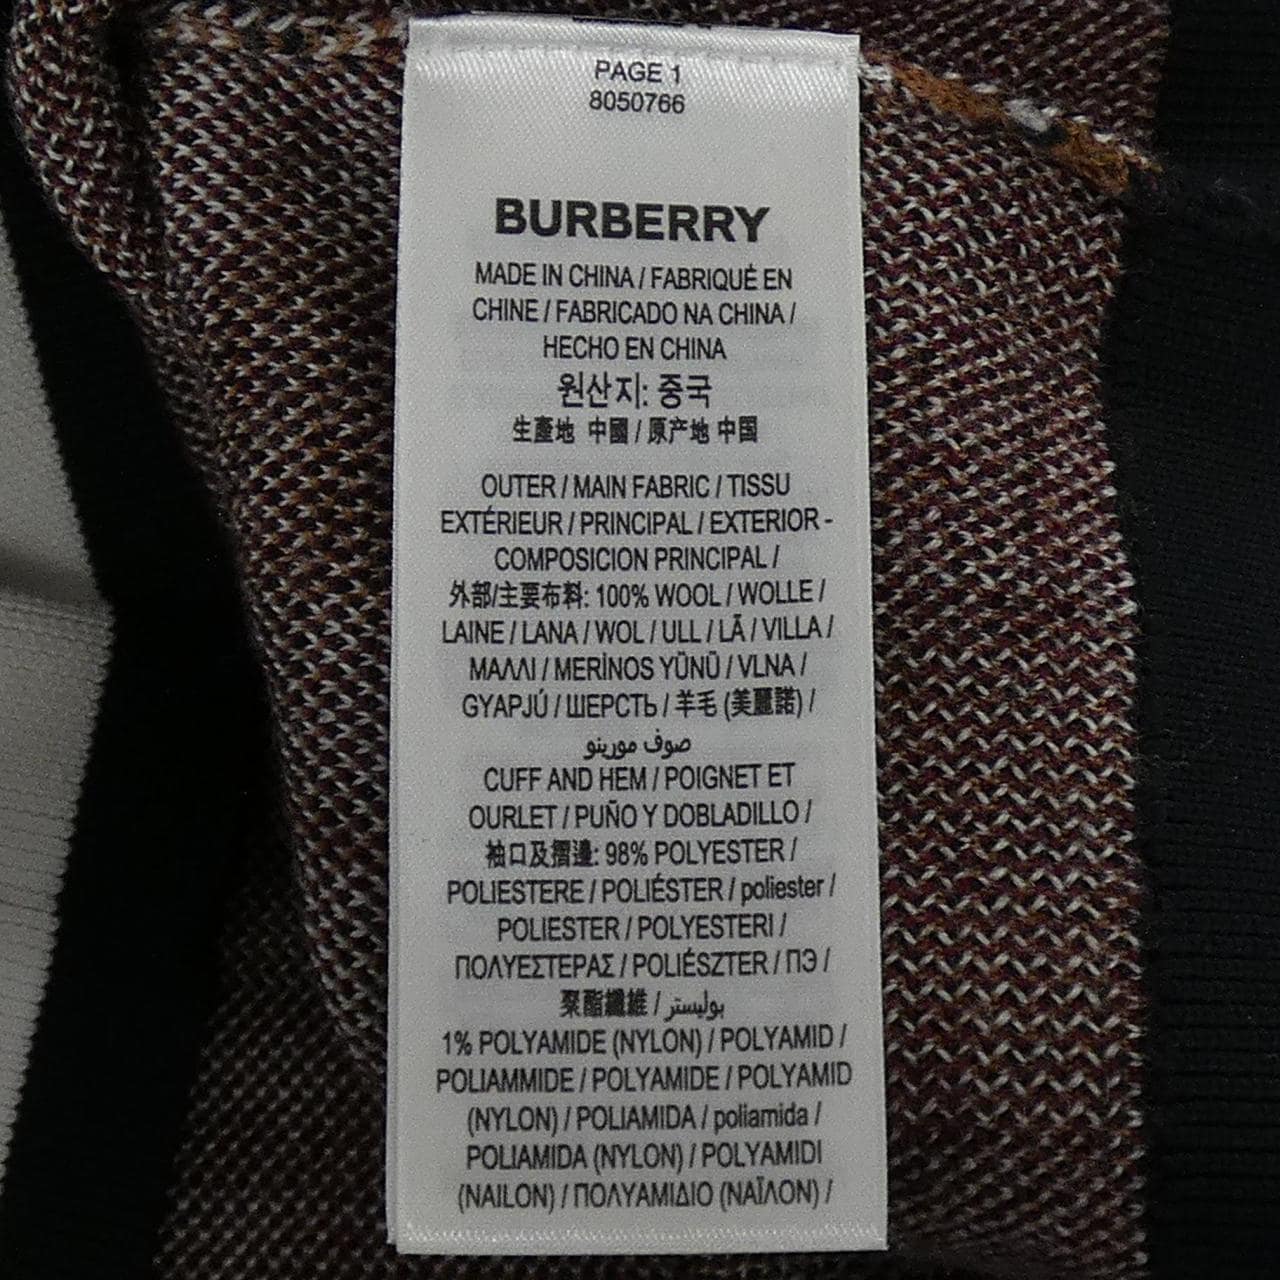 PAGE 1
8050766
BURBERRY
MADE IN CHINA / FABRIQUÉ EN
CHINE / FABRICADO NA CHINA /
HECHO EN CHINA
원산지: 중국
生產地 中國 / 原产地 中国
OUTER / MAIN FABRIC / TISSU
EXTÉRIEUR / PRINCIPAL / EXTERIOR -
COMPOSICION PRINCIPAL /
外部/主要布料: 100% WOOL / WOLLE /
LAINE / LANA / WOL / ULL / LÃ / VILLA /
ΜΑΛΛΙ / MERİNOS YÜNÜ / VLNA /
GYAPJÚ / ШЕРСТЬ / 羊毛 (美麗諾) /
صوف مورينو
CUFF AND HEM / POIGNET ET
OURLET / PUÑO Y DOBLADILLO /
袖口及摺邊: 98% POLYESTER /
POLIESTERE / POLIÉSTER / poliester /
POLIESTER / POLYESTERI /
ΠΟΛΥΕΣΤΕΡΑΣ / POLIÉSZTER / ПЭ /
聚酯纖維 / بوليستر
1% POLYAMIDE (NYLON) / POLYAMID /
POLIAMMIDE / POLYAMIDE / POLYAMID
(NYLON) / POLIAMIDA / poliamida /
POLIAMIDA (NYLON) / POLYAMIDI
(NAILON) / ΠΟΛΥΑΜΙΔΙΟ (ΝΑΪΛΟΝ) /